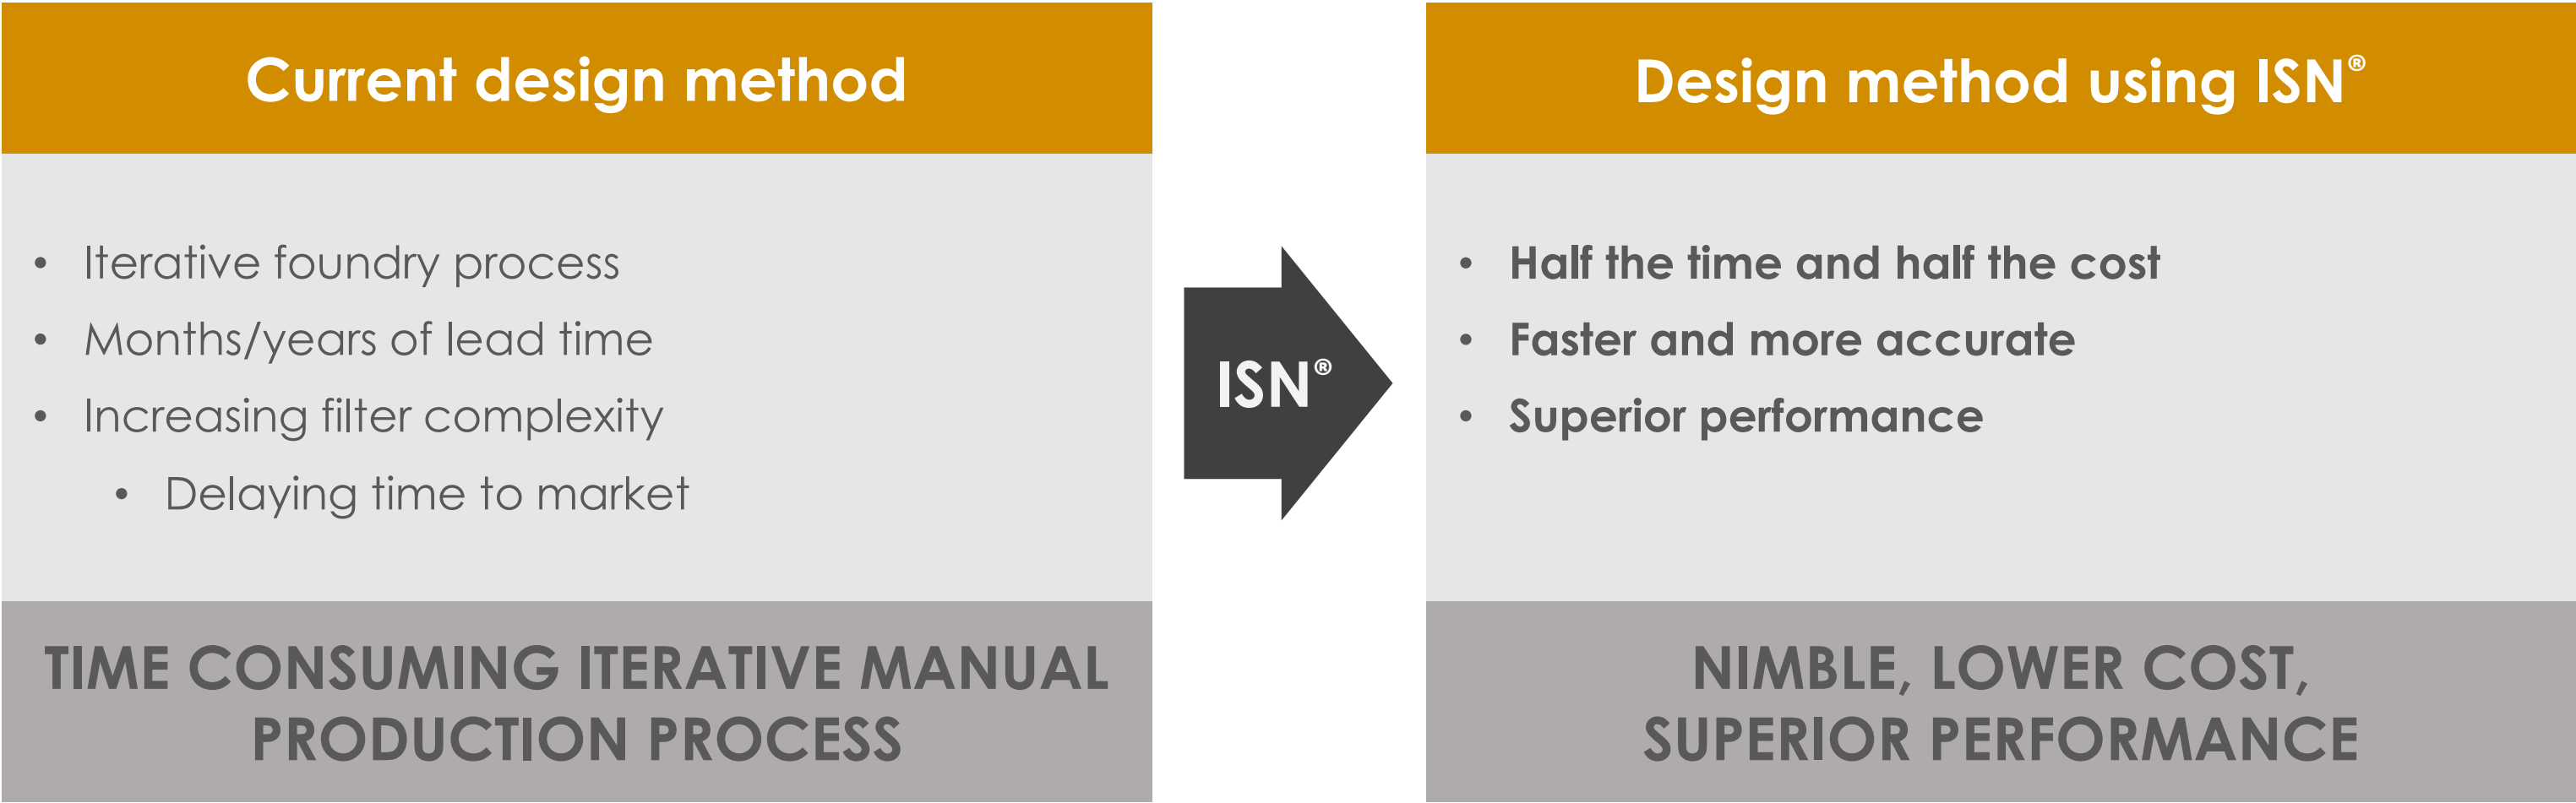 Current design method
• Iterative foundry process
• Months/years of lead time
• Increasing filter complexity
• Delaying time to market
TIME CONSUMING ITERATIVE MANUAL
PRODUCTION PROCESS
ISN®
Design method using ISN®
• Half the time and half the cost
• Faster and more accurate
• Superior performance
NIMBLE, LOWER COST,
SUPERIOR PERFORMANCE